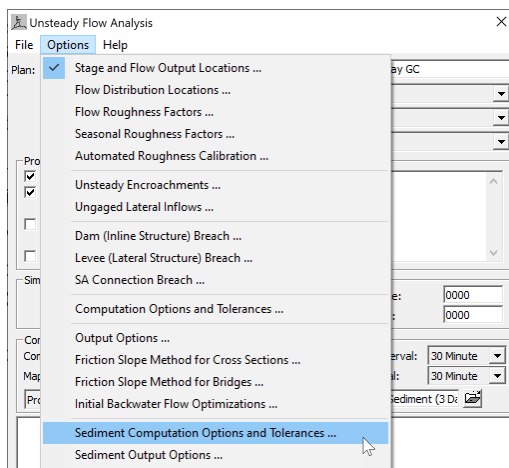 Unsteady Flow Analysis
File Options Help
Plan: ay GC
Stage and Flow Output Locations ...
Flow Distribution Locations ...
Flow Roughness Factors ...
Seasonal Roughness Factors ...
Automated Roughness Calibration ...
Pro
Unsteady Encroachments ...
Ungaged Lateral Inflows ...
Dam (Inline Structure) Breach ...
Levee (Lateral Structure) Breach ...
SA Connection Breach ...
Sim
e: 0000
Computation Options and Tolerances ...
: 0000
Output Options ...
Cor
Friction Slope Method for Cross Sections ...
Con erval: 30 Minute
Friction Slope Method for Bridges ...
Map l: 30 Minute
Initial Backwater Flow Optimizations ...
Pro ediment (3 Da
Sediment Computation Options and Tolerances ...
Sediment Output Options ...